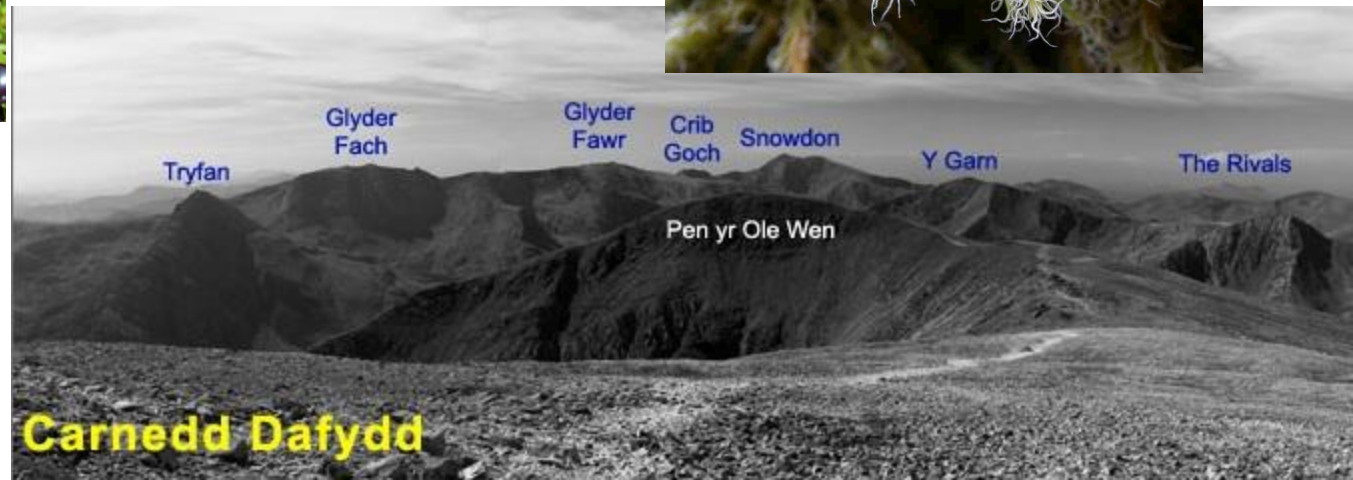 Tryfan
Glyder
Fach
Glyder
Fawr
Crib
Goch
Snowdon
Y Garn
The Rivals
Pen yr Ole Wen
Carnedd Dafydd